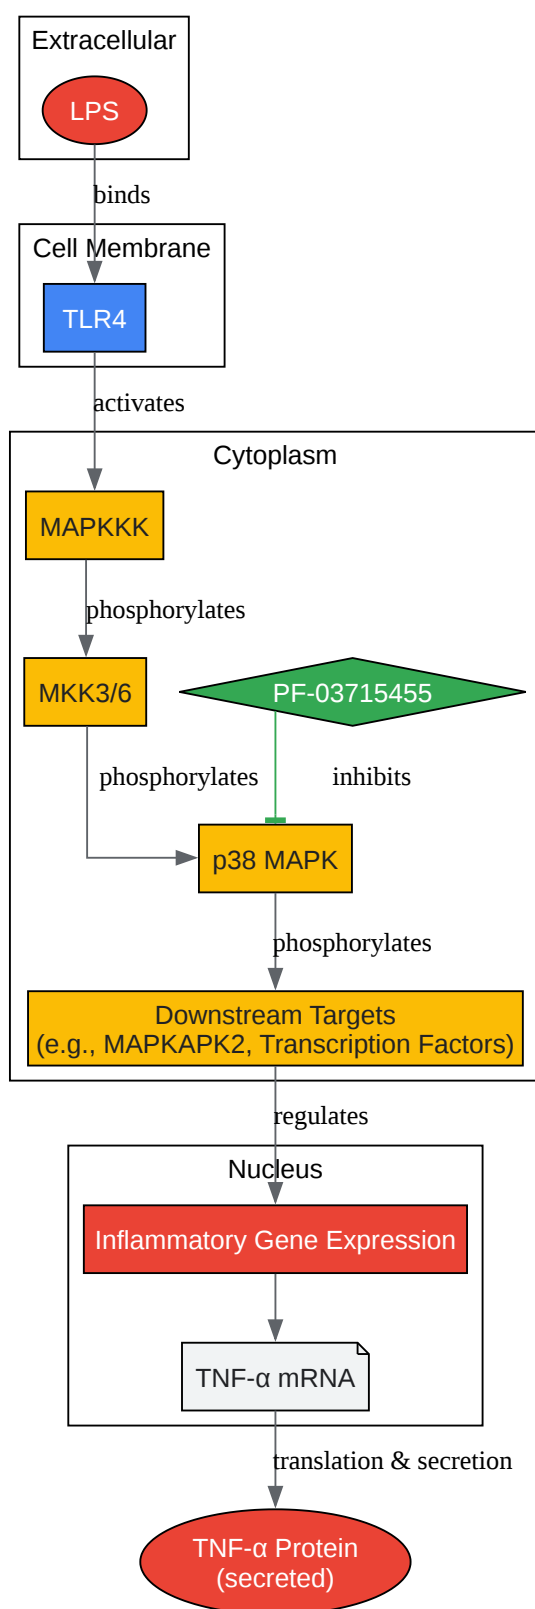 Extracellular
LPS
binds
Cell Membrane
TLR4
activates
Cytoplasm
MAPKKK
phosphorylates
MKK3/6
PF-03715455
phosphorylates
inhibits
p38 MAPK
phosphorylates
Downstream Targets
(e.g., MAPKAPK2, Transcription Factors)
regulates
Nucleus
Inflammatory Gene Expression
TNF-α mRNA
translation & secretion
TNF-α Protein
(secreted)